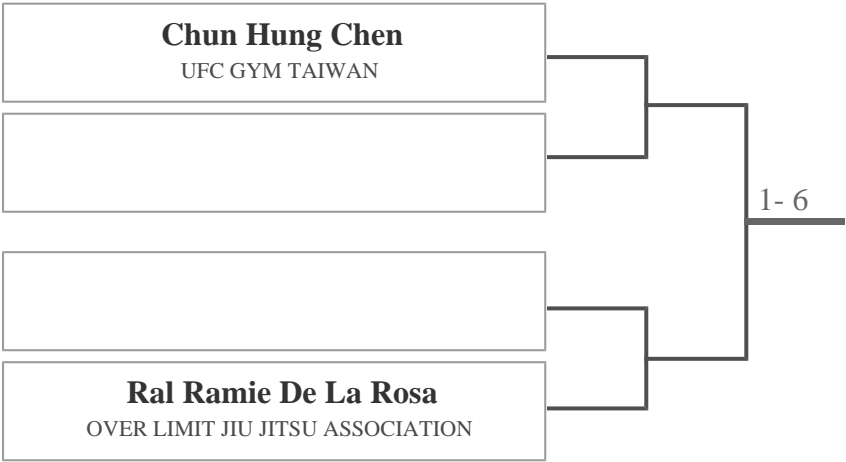 Chun Hung Chen
UFC GYM TAIWAN
1- 6
Ral Ramie De La Rosa
OVER LIMIT JIU JITSU ASSOCIATION